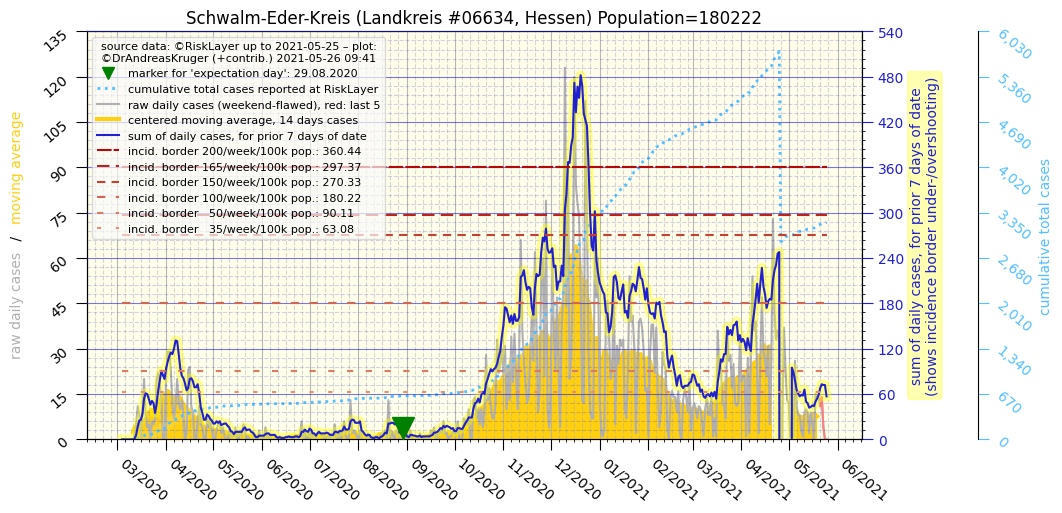 Schwalm-Eder-Kreis (Landkreis #06634, Hessen) Population=180222
source data: ©RiskLayer up to 2021-05-25 – plot:
©DrAndreasKruger (+contrib.) 2021-05-26 09:41
marker for 'expectation day': 29.08.2020
cumulative total cases reported at RiskLayer
raw daily cases (weekend-flawed), red: last 5
centered moving average, 14 days cases
sum of daily cases, for prior 7 days of date
incid. border 200/week/100k pop.: 360.44
incid. border 165/week/100k pop.: 297.37
incid. border 150/week/100k pop.: 270.33
incid. border 100/week/100k pop.: 180.22
incid. border 50/week/100k pop.: 90.11
incid. border 35/week/100k pop.: 63.08
raw daily cases / moving average
135
120
105
90
75
60
45
30
15
0
03/2020
04/2020
05/2020
06/2020
07/2020
08/2020
09/2020
10/2020
11/2020
12/2020
01/2021
02/2021
03/2021
04/2021
05/2021
06/2021
540
480
420
360
300
240
180
120
60
0
sum of daily cases, for prior 7 days of date
(shows incidence border under-/overshooting)
6,030
5,360
4,690
4,020
3,350
2,680
2,010
1,340
670
0
cumulative total cases